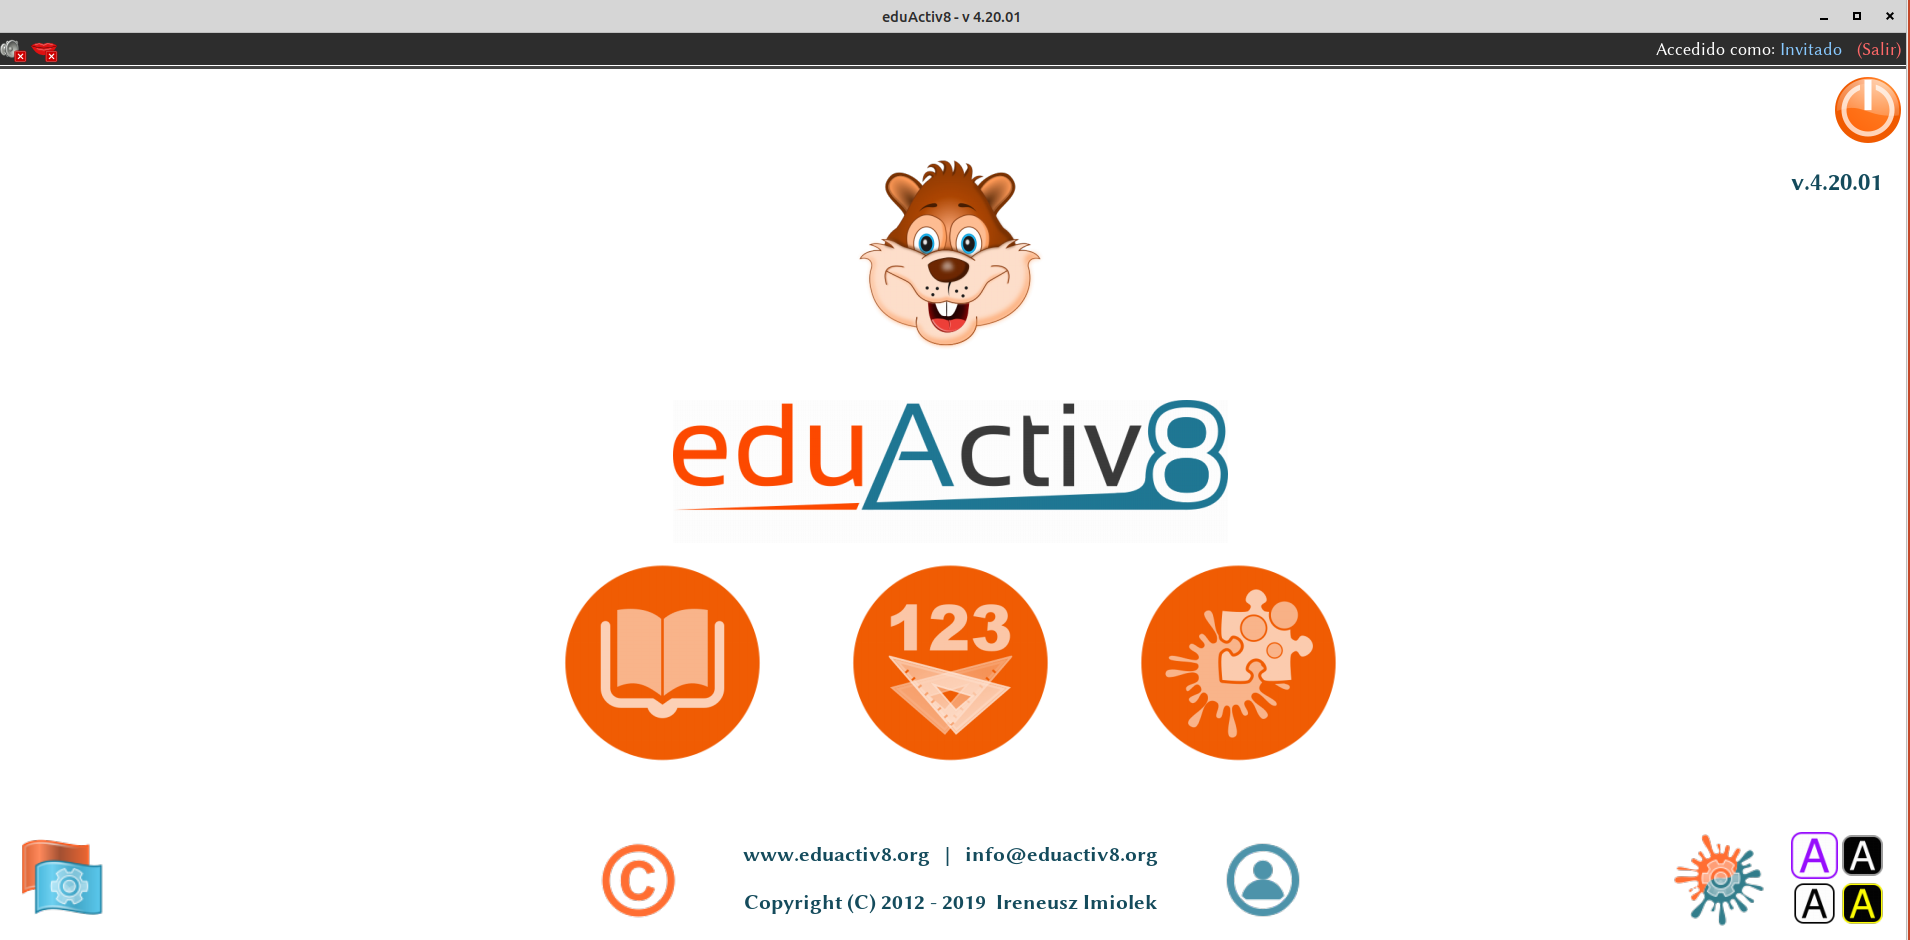 eduActiv8 - v 4.20.01
Accedido como: Invitado (Salir)
v.4.20.01
eduActiv8
123
©
www.eduactiv8.org | info@eduactiv8.org
Copyright (C) 2012 - 2019 Ireneusz Imiolek
A A
A A